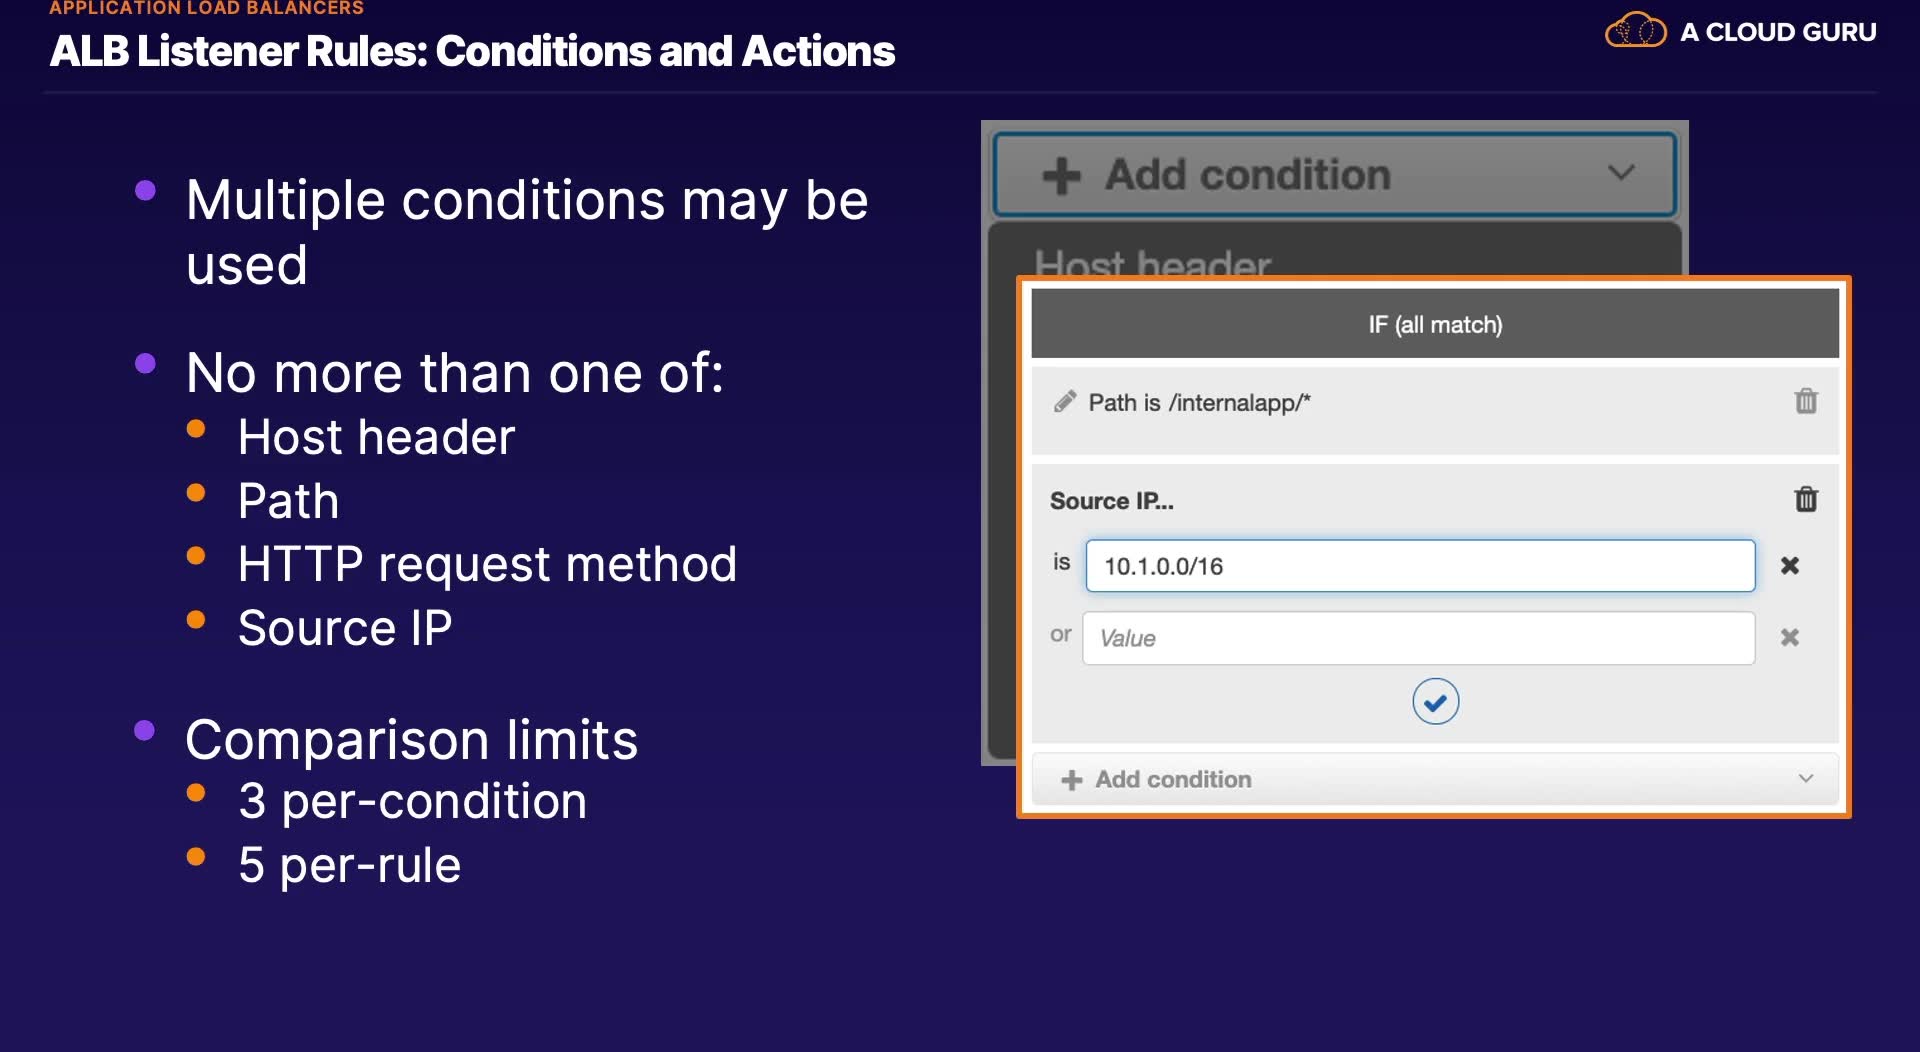 APPLICATION LOAD BALANCERS
ALB Listener Rules: Conditions and Actions
A CLOUD GURU
Multiple conditions may be
used
No more than one of:
Host header
Path
HTTP request method
Source IP
Comparison limits
3 per-condition
5 per-rule
Add condition
Host header
IF (all match)
Path is /internalapp/*
Source IP...
is 10.1.0.0/16
or Value
Add condition